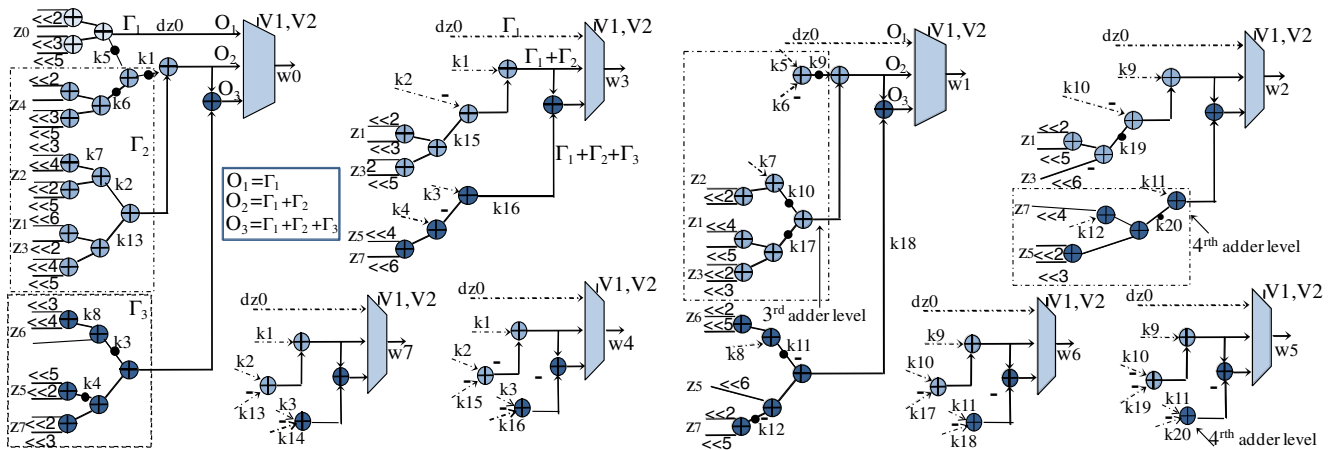 <<2
z0
<<3
<<5
k5
Γ1
dz0
O1
V1,V2
O2
O3
w0
k1
<<2
z4
<<3
<<5
k6
Γ2
<<3
<<4
k7
z2
<<2
<<5
k2
<<6
z1
<<2
k13
z3
<<4
<<5
<<3
Γ3
<<4
k8
z6
k3
<<5
z5
<<2
k4
z7
<<2
<<3
O1=Γ1
O2=Γ1+Γ2
O3=Γ1+Γ2+Γ3
dz0
Γ1
V1,V2
k1
Γ1+Γ2
w3
k2
-
<<2
z1
<<3
k15
z3
2
<<5
Γ1+Γ2+Γ3
k3
k4
-
k16
z5
<<4
z7
<<6
dz0
V1,V2
k1
w7
k2
-
k13
k3
-
k14
-
dz0
V1,V2
k1
w4
k2
-
-
k15
k3
-
-
k16
-
dz0
O1
V1,V2
k5
k9
O2
w1
-
k6
O3
k7
z2
<<2
k10
z1
<<4
<<5
k17
z3
<<2
<<3
k18
3rd adder level
z6
<<2
<<5
k8
k11
-
z5
<<6
-
z7
<<2
k12
<<5
dz0
V1,V2
k9
w2
k10
-
<<2
z1
<<5
k19
-
z3
<<6
k11
z7
<<4
k12
k20
z5
<<2
<<3
4rth adder level
dz0
V1,V2
k9
w6
k10
-
k17
k11
-
k18
-
dz0
V1,V2
k9
w5
k10
-
-
k19
k11
-
-
k20
-
4rth adder level